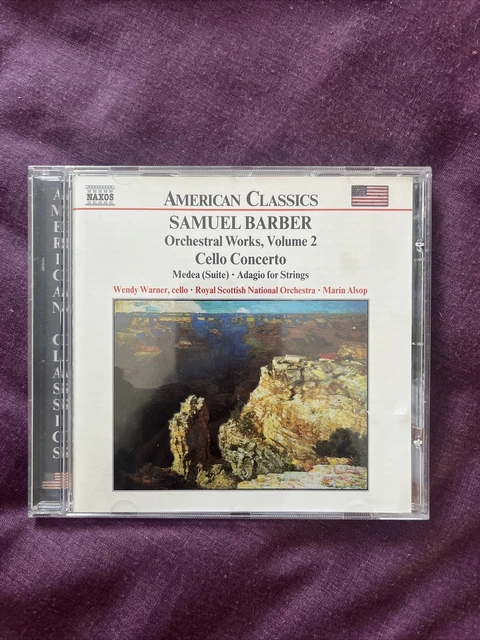 NAXOS
AMERICAN CLASSICS
SAMUEL BARBER
Orchestral Works, Volume 2
Cello Concerto
Medea (Suite) • Adagio for Strings
Wendy Warner, cello • Royal Scottish National Orchestra • Marin Alsop
AMERICAN CLASSICS